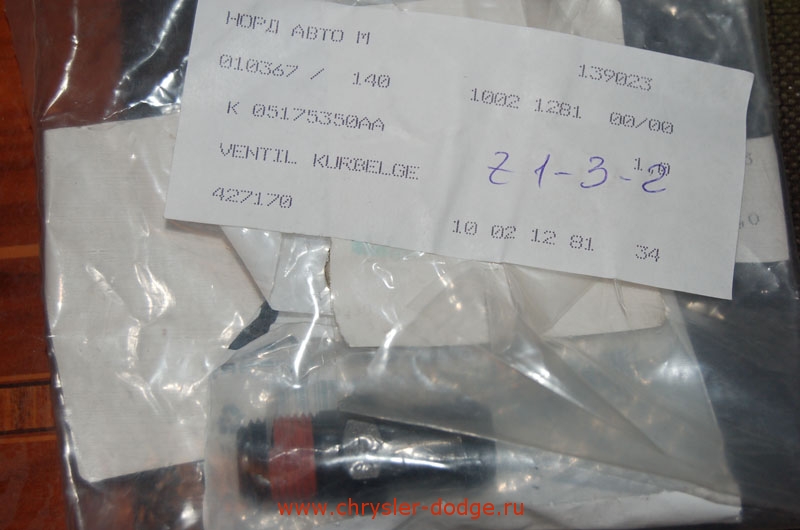 НОРД АВТО М
139023
010367 / 140
1002 1281 00/00
K 05175350AA
VENTIL KURBELGE
Z 1-3-2
427170
10 02 12 81 34
www.chrysler-dodge.ru